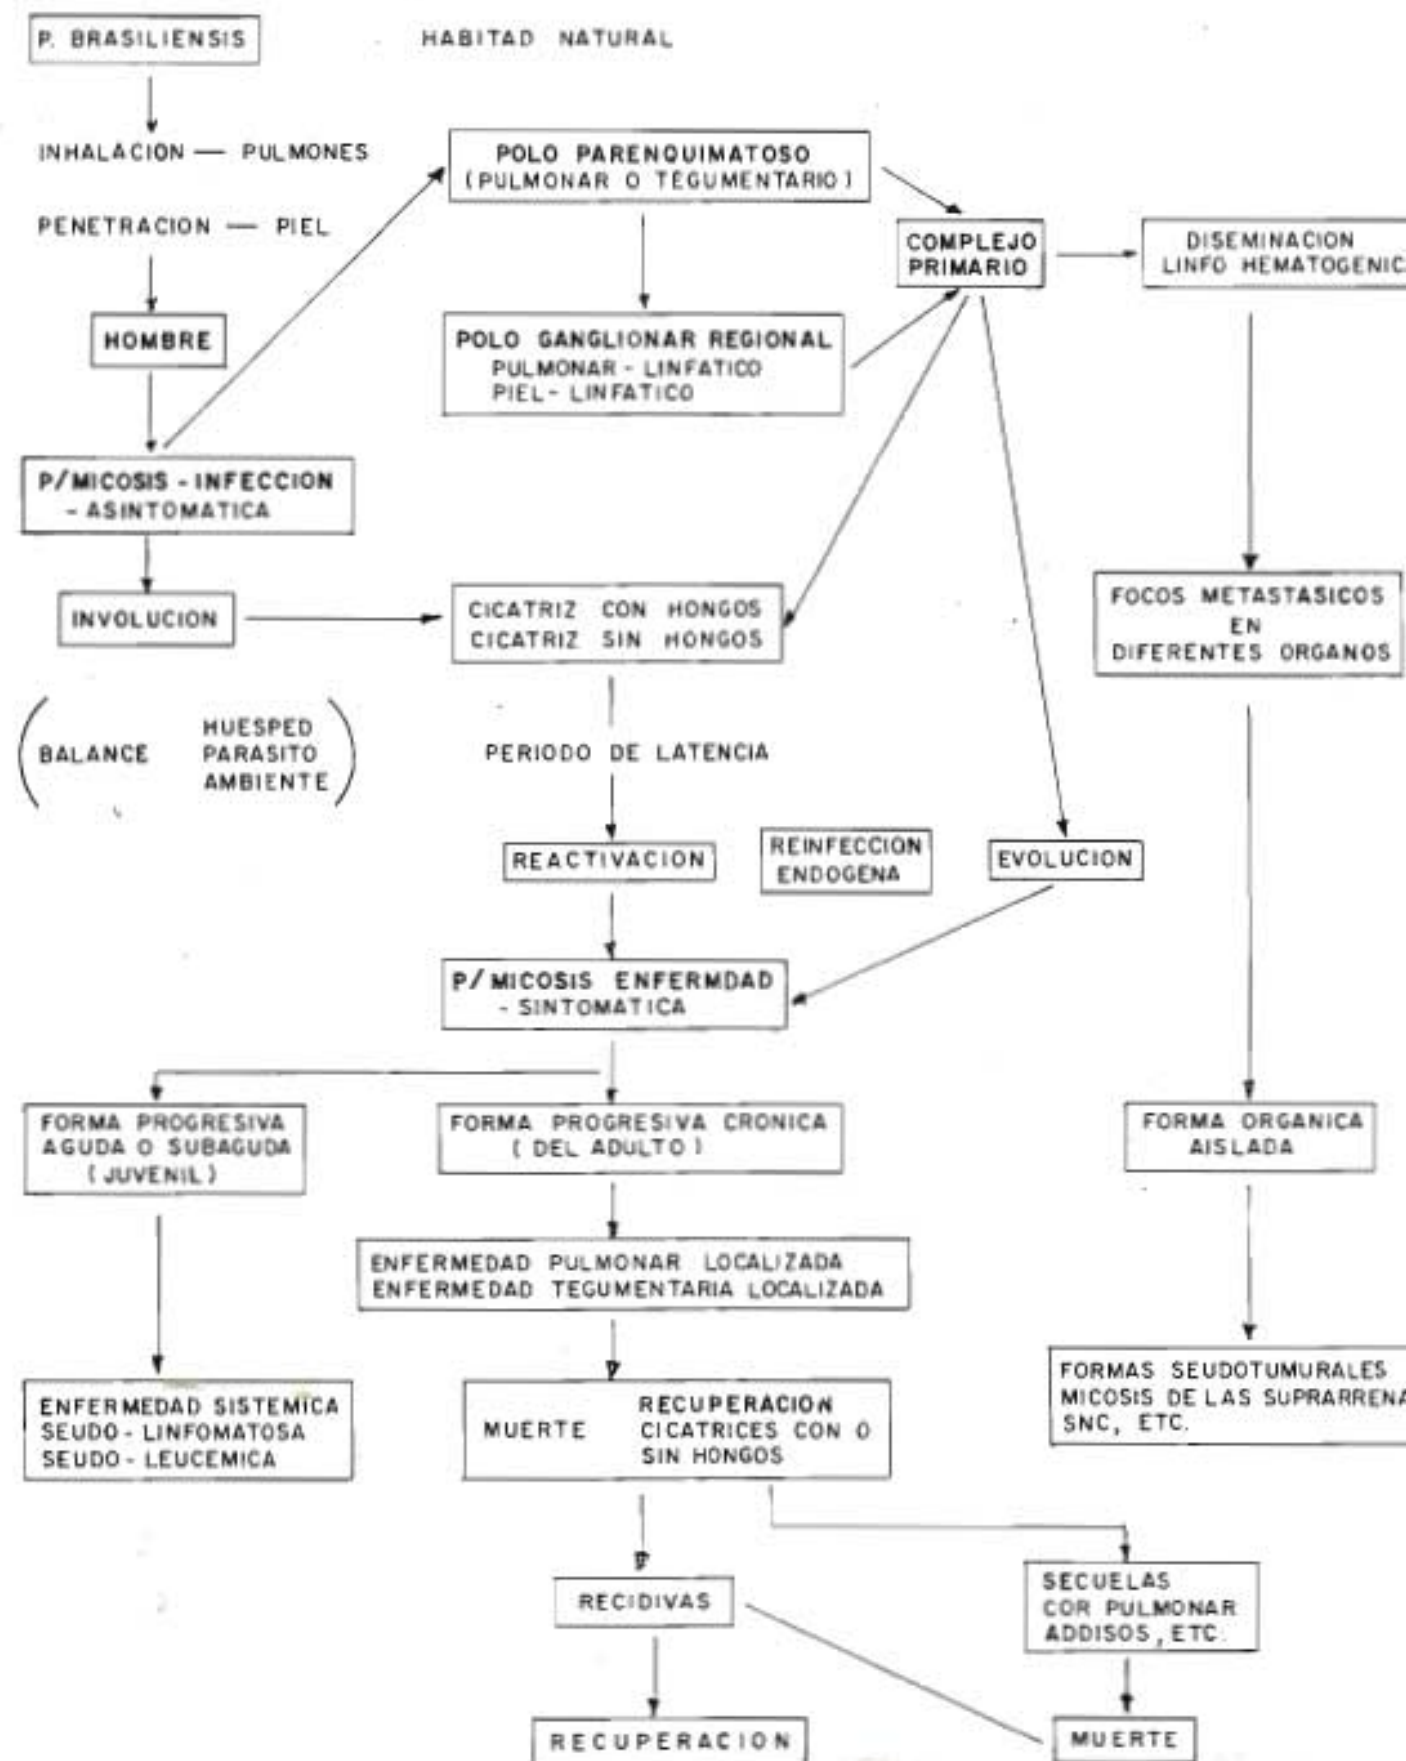 P. BRASILIENSIS
HABITAD NATURAL
INHALACION — PULMONES
PENETRACION — PIEL
HOMBRE
P/MICOSIS - INFECCION
- ASINTOMATICA
INVOLUCION
BALANCE
HUESPED
PARASITO
AMBIENTE
POLO PARENQUIMATOSO
(PULMONAR O TEGUMENTARIO)
POLO GANGLIONAR REGIONAL
PULMONAR - LINFATICO
PIEL - LINFATICO
COMPLEJO
PRIMARIO
DISEMINACION
LINFO HEMATOGENIC
CICATRIZ CON HONGOS
CICATRIZ SIN HONGOS
PERIODO DE LATENCIA
REACTIVACION
REINFECCION
ENDOGENA
EVOLUCION
FOCOS METASTASICOS
EN
DIFERENTES ORGANOS
P/MICOSIS ENFERMDAD
- SINTOMATICA
FORMA PROGRESIVA
AGUDA O SUBAGUDA
(JUVENIL)
FORMA PROGRESIVA CRONICA
(DEL ADULTO)
FORMA ORGANICA
AISLADA
ENFERMEDAD PULMONAR LOCALIZADA
ENFERMEDAD TEGUMENTARIA LOCALIZADA
ENFERMEDAD SISTEMICA
SEUDO - LINFOMATOSA
SEUDO - LEUCEMICA
MUERTE
RECUPERACION
CICATRICES CON O
SIN HONGOS
FORMAS SEUDOTUMURALES
MICOSIS DE LAS SUPRARRENA
SNC, ETC.
RECIDIVAS
SECUELAS
COR PULMONAR
ADDISOS, ETC.
RECUPERACION
MUERTE